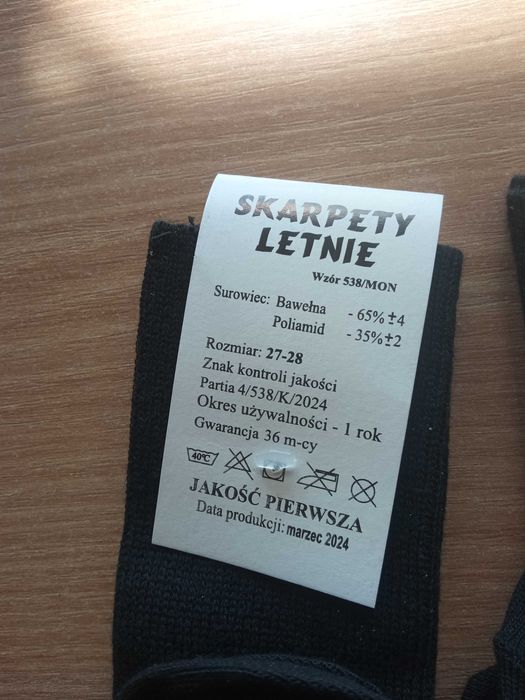 SKARPETY
LETNIE
Wzór 538/MON
Surowiec: Bawełna - 65% ±4
Poliamid - 35% ±2
Rozmiar: 27-28
Znak kontroli jakości
Partia 4/538/K/2024
Okres używalności - 1 rok
Gwarancja 36 m-cy
40°C
JAKOŚĆ PIERWSZA
Data produkcji: marzec 2024